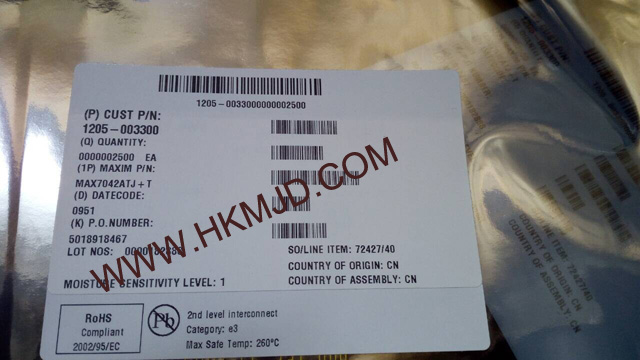 1205-0033000000002500
(P) CUST P/N:
1205-003300
(Q) QUANTITY:
0000002500 EA
(1P) MAXIM P/N:
MAX7042ATJ+T
(D) DATECODE:
0951
(K) P.O.NUMBER:
5018918467
LOT NOS:
SO/LINE ITEM: 72427/40
COUNTRY OF ORIGIN: CN
MOISTURE SENSITIVITY LEVEL: 1
COUNTRY OF ASSEMBLY: CN
RoHS
Compliant
2002/95/EC
Pb
2nd level interconnect
Category: e3
Max Safe Temp: 260°C
WWW.HKMJD.COM